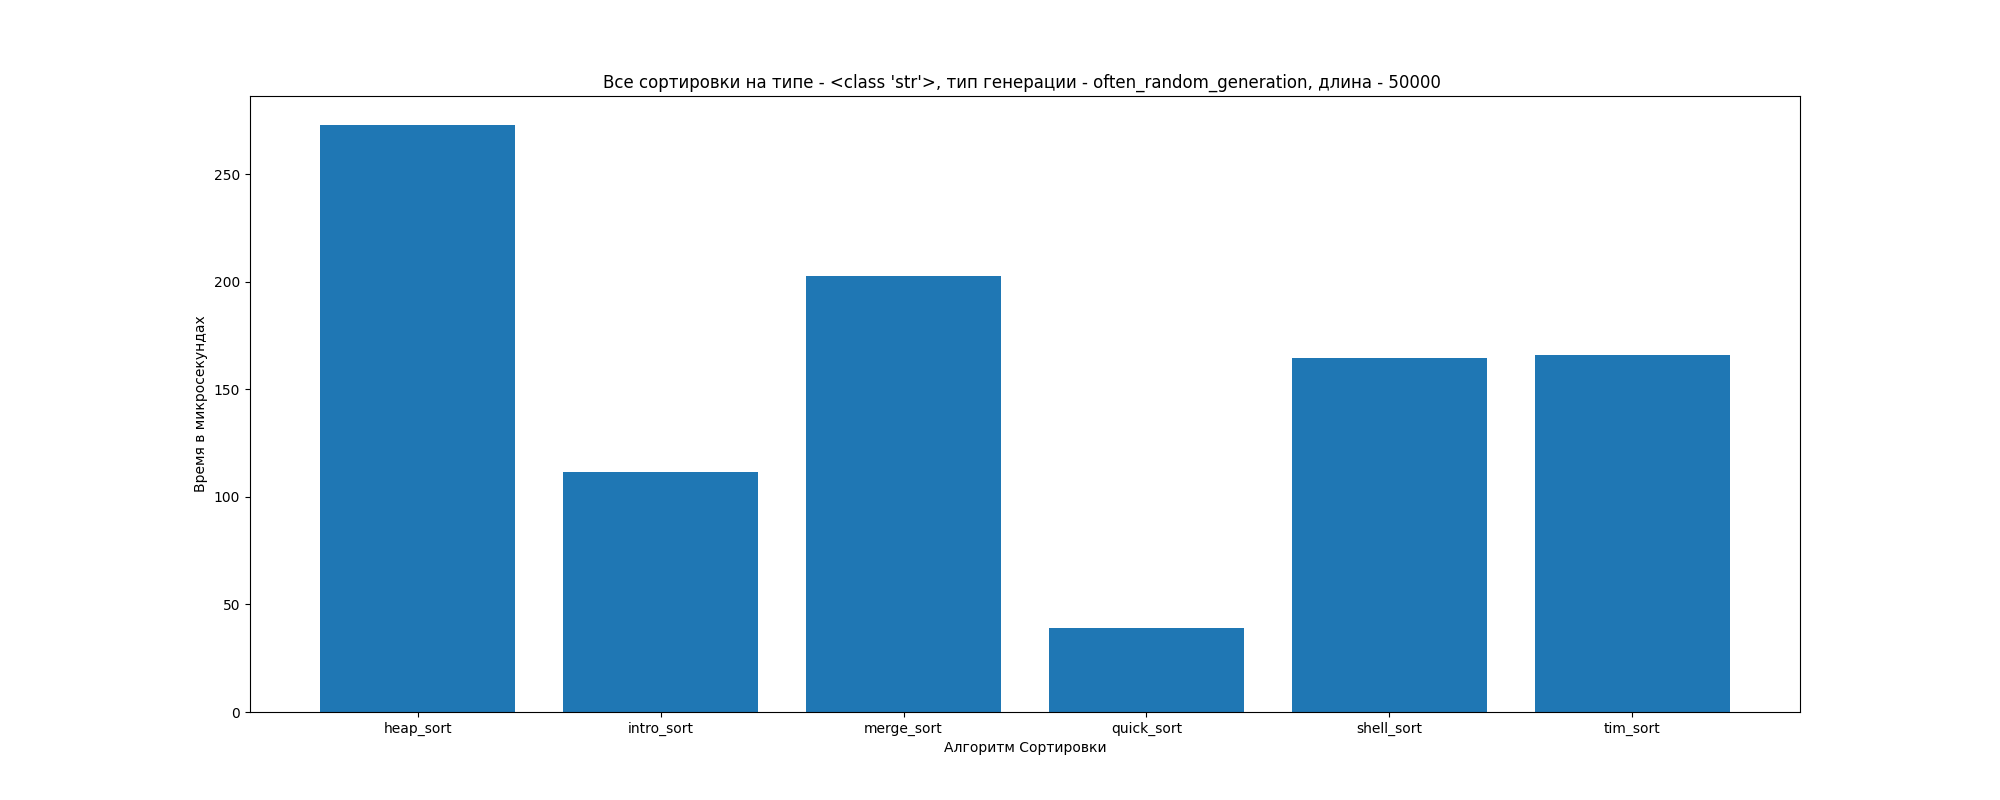 Все сортировки на типе - <class 'str'>, тип генерации - often_random_generation, длина - 50000
Время в микросекундах
250
200
150
100
50
0
heap_sort intro_sort merge_sort quick_sort shell_sort tim_sort
Алгоритм Сортировки